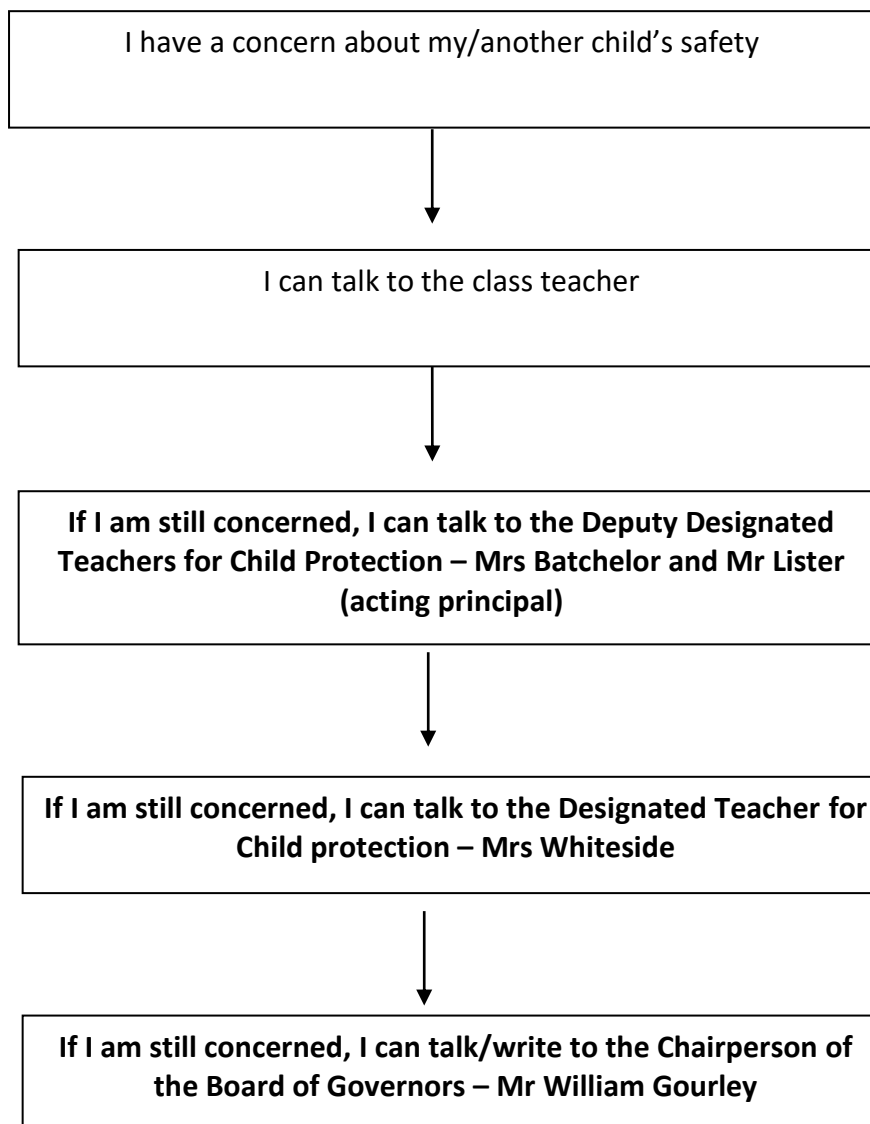 I have a concern about my/another child’s safety
I can talk to the class teacher
If I am still concerned, I can talk to the Deputy Designated
Teachers for Child Protection – Mrs Batchelor and Mr Lister
(acting principal)
If I am still concerned, I can talk to the Designated Teacher for
Child protection – Mrs Whiteside
If I am still concerned, I can talk/write to the Chairperson of
the Board of Governors – Mr William Gourley